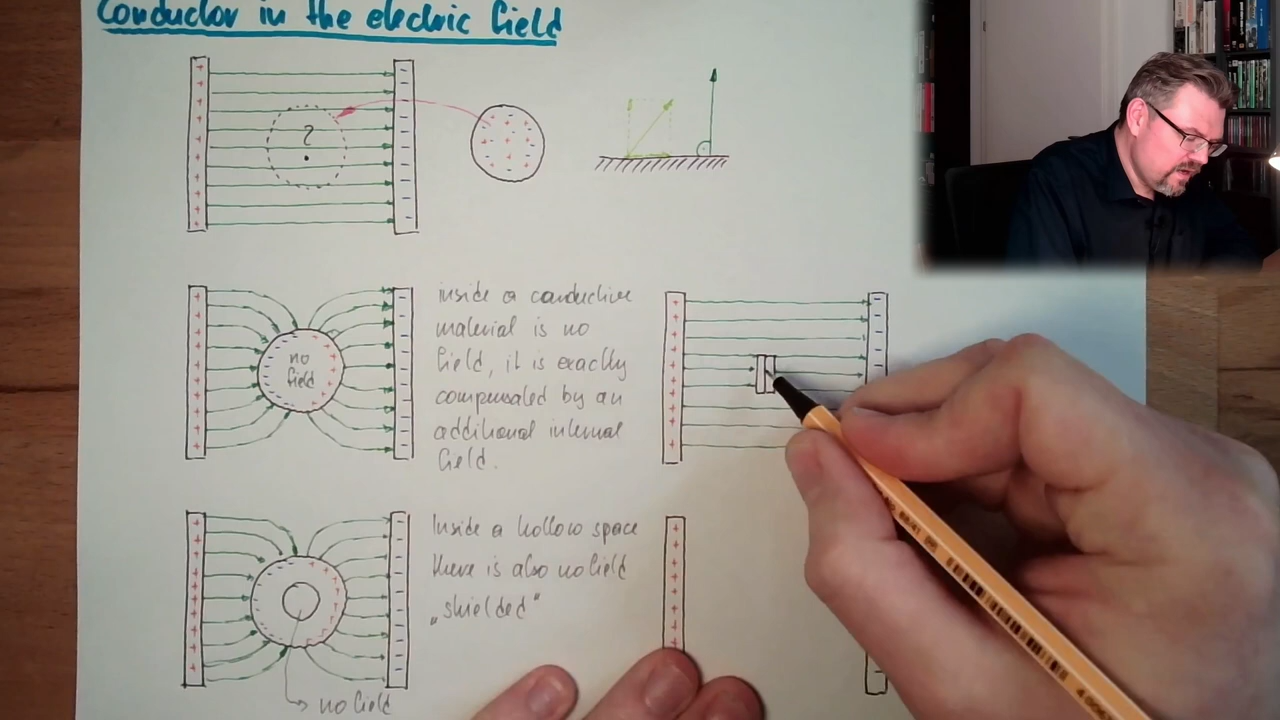 Conductor in the electric field
?
no
field
inside a conductive
material is no
field, it is exactly
compensated by an
additional internal
field.
Inside a hollow space
there is also no field
„shielded"
no field